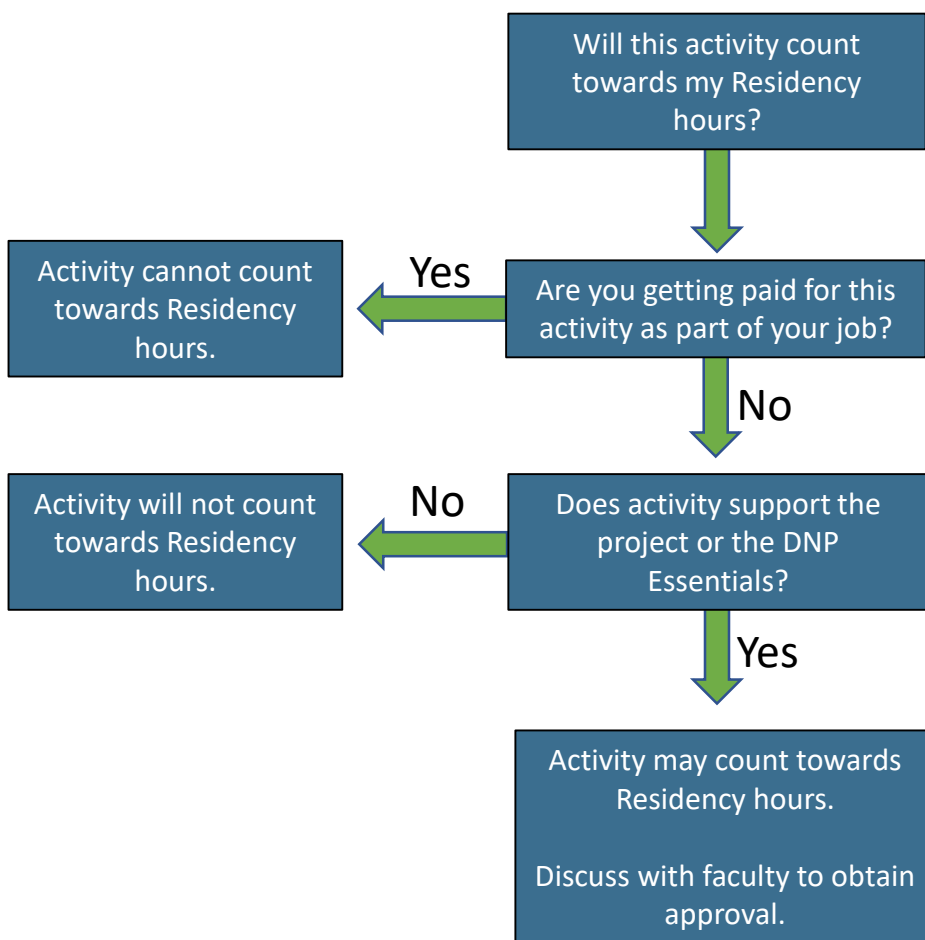 Will this activity count
towards my Residency
hours?
Activity cannot count
towards Residency
hours.
Yes
Are you getting paid for this
activity as part of your job?
No
Activity will not count
towards Residency
hours.
No
Does activity support the
project or the DNP
Essentials?
Yes
Activity may count towards
Residency hours.
Discuss with faculty to obtain
approval.